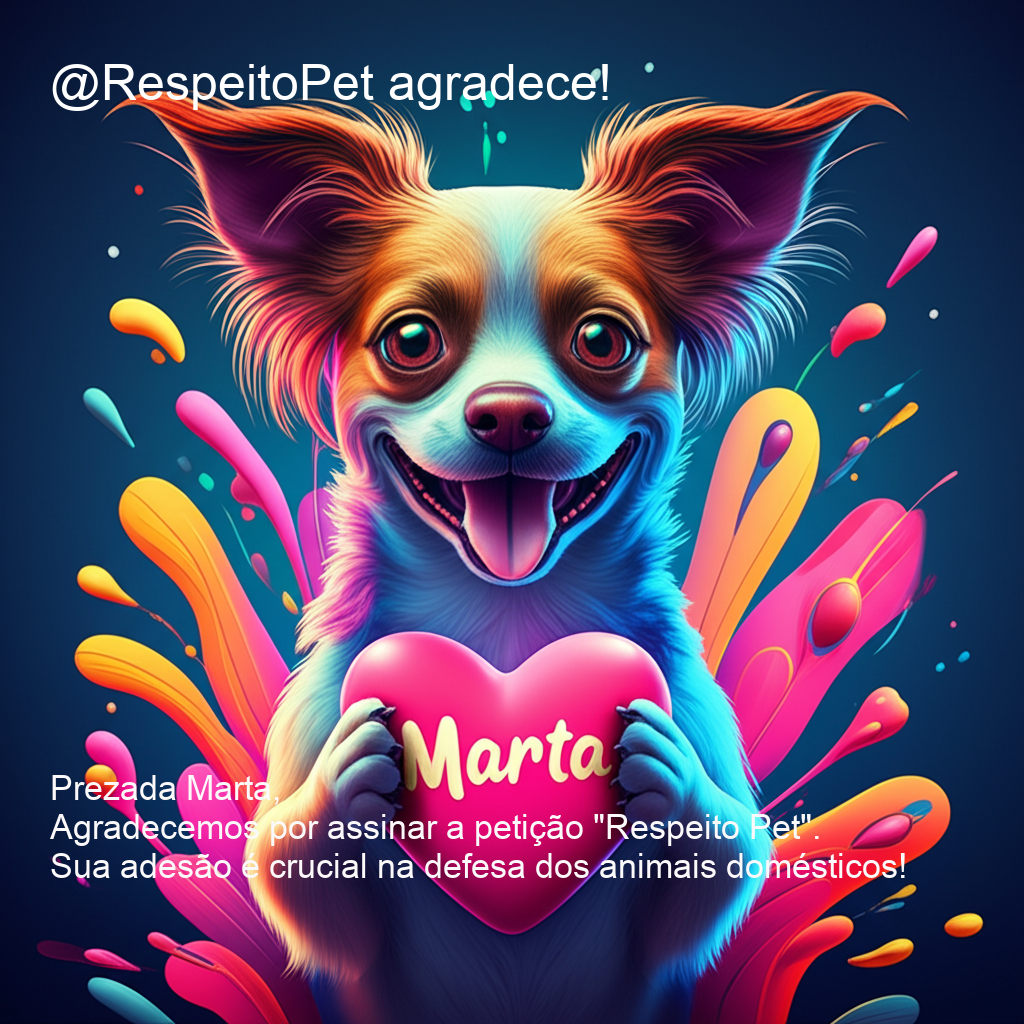 @RespeitoPet agradece!
Marta
Prezada Marta,
Agradecemos por assinar a petição "Respeito Pet".
Sua adesão é crucial na defesa dos animais domésticos!